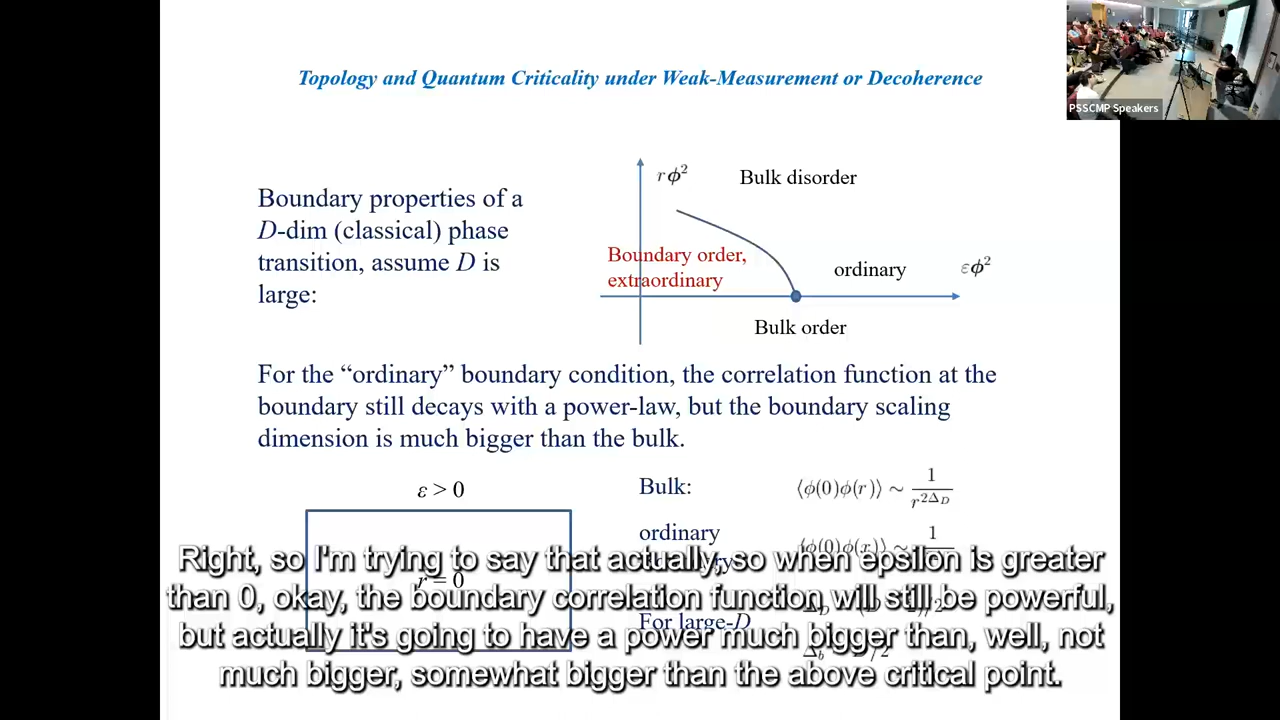 Topology and Quantum Criticality under Weak-Measurement or Decoherence
PSSCMP Speakers
Boundary properties of a
D-dim (classical) phase
transition, assume D is
large:
rϕ²
Bulk disorder
Boundary order,
extraordinary
ordinary
εϕ²
Bulk order
For the “ordinary” boundary condition, the correlation function at the
boundary still decays with a power-law, but the boundary scaling
dimension is much bigger than the bulk.
ε > 0
r = 0
Bulk:
⟨ϕ(0)ϕ(r)⟩ ∼ 1/r^{2Δ_D}
ordinary
⟨ϕ(0)ϕ(x)⟩ ∼ 1
For large-D
Right, so I'm trying to say that actually, so when epsilon is greater
than 0, okay, the boundary correlation function will still be powerful,
but actually it's going to have a power much bigger than, well, not
much bigger, somewhat bigger than the above critical point.